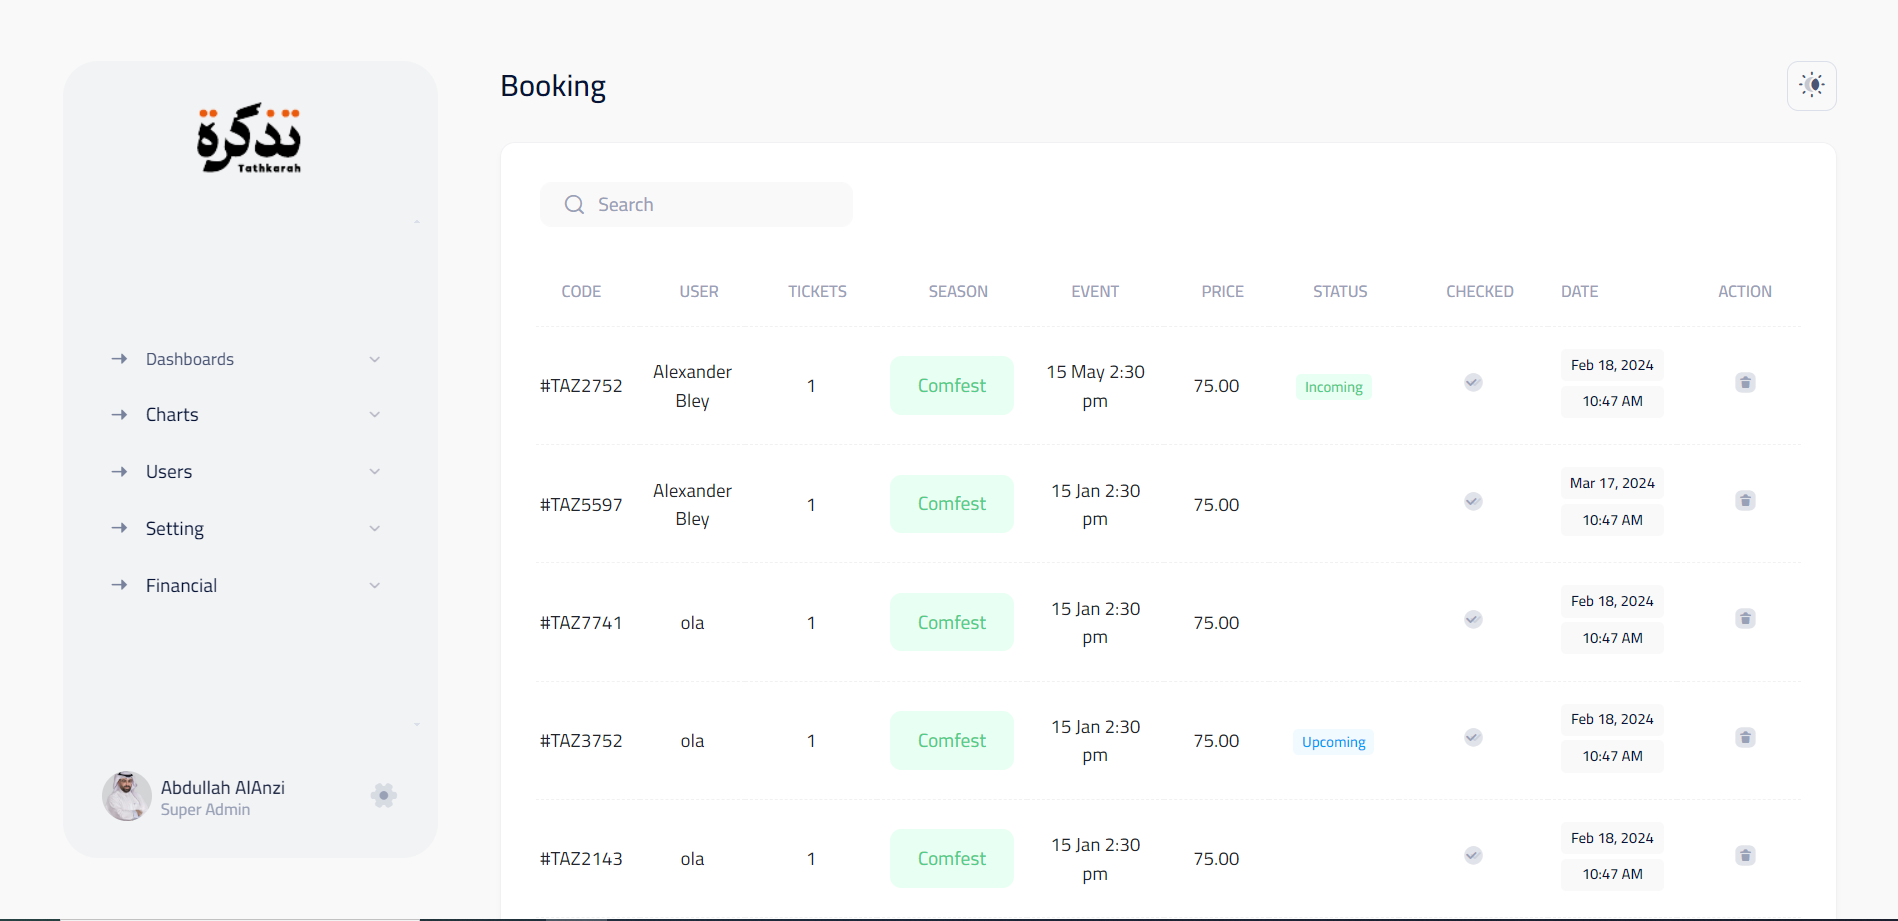 تذكرة
Tathkarah
Dashboards
Charts
Users
Setting
Financial
Abdullah AlAnzi
Super Admin
Booking
Search
CODE USER TICKETS SEASON EVENT PRICE STATUS CHECKED DATE ACTION
#TAZ2752 Alexander Bley 1 Comfest 15 May 2:30 pm 75.00 Incoming Feb 18, 2024 10:47 AM
#TAZ5597 Alexander Bley 1 Comfest 15 Jan 2:30 pm 75.00 Mar 17, 2024 10:47 AM
#TAZ7741 ola 1 Comfest 15 Jan 2:30 pm 75.00 Feb 18, 2024 10:47 AM
#TAZ3752 ola 1 Comfest 15 Jan 2:30 pm 75.00 Upcoming Feb 18, 2024 10:47 AM
#TAZ2143 ola 1 Comfest 15 Jan 2:30 pm 75.00 Feb 18, 2024 10:47 AM